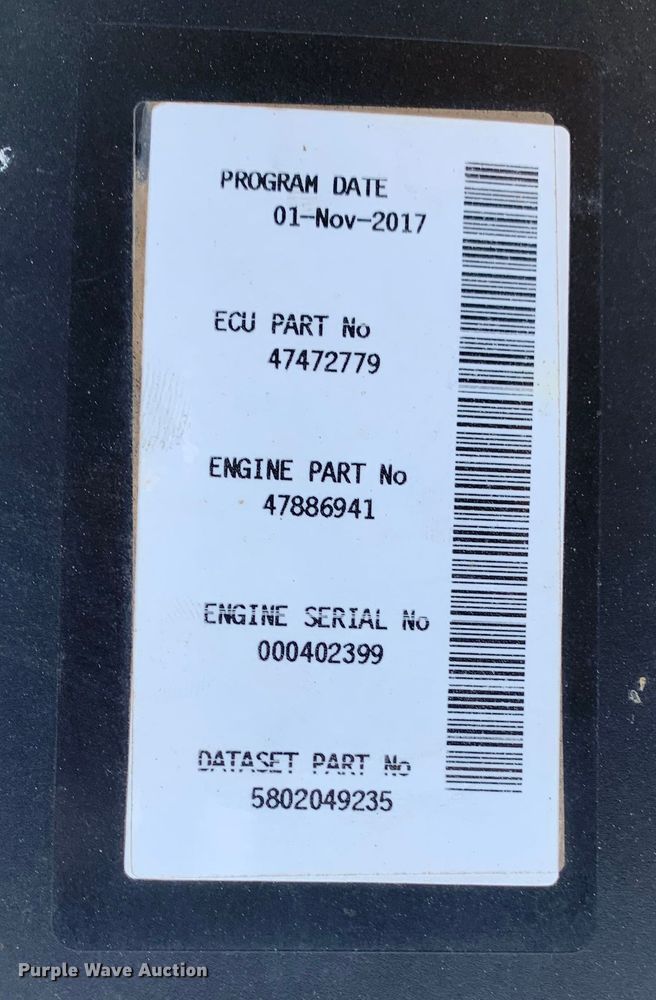 PROGRAM DATE
01-Nov-2017
ECU PART No
47472779
ENGINE PART No
47886941
ENGINE SERIAL No
000402399
DATASET PART No
5802049235
Purple Wave Auction